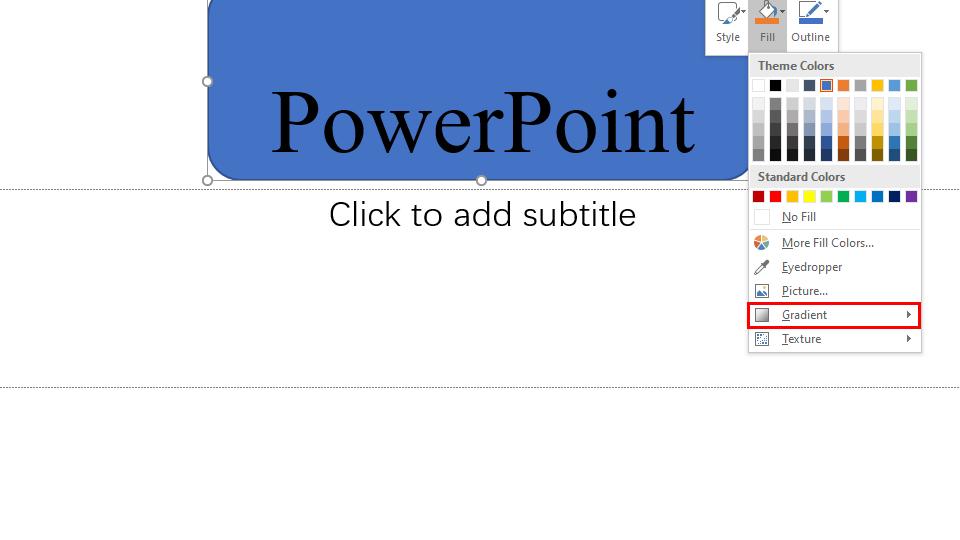 Style Fill Outline
Theme Colors
PowerPoint
Standard Colors
Click to add subtitle
No Fill
More Fill Colors...
Eyedropper
Picture...
Gradient
Texture